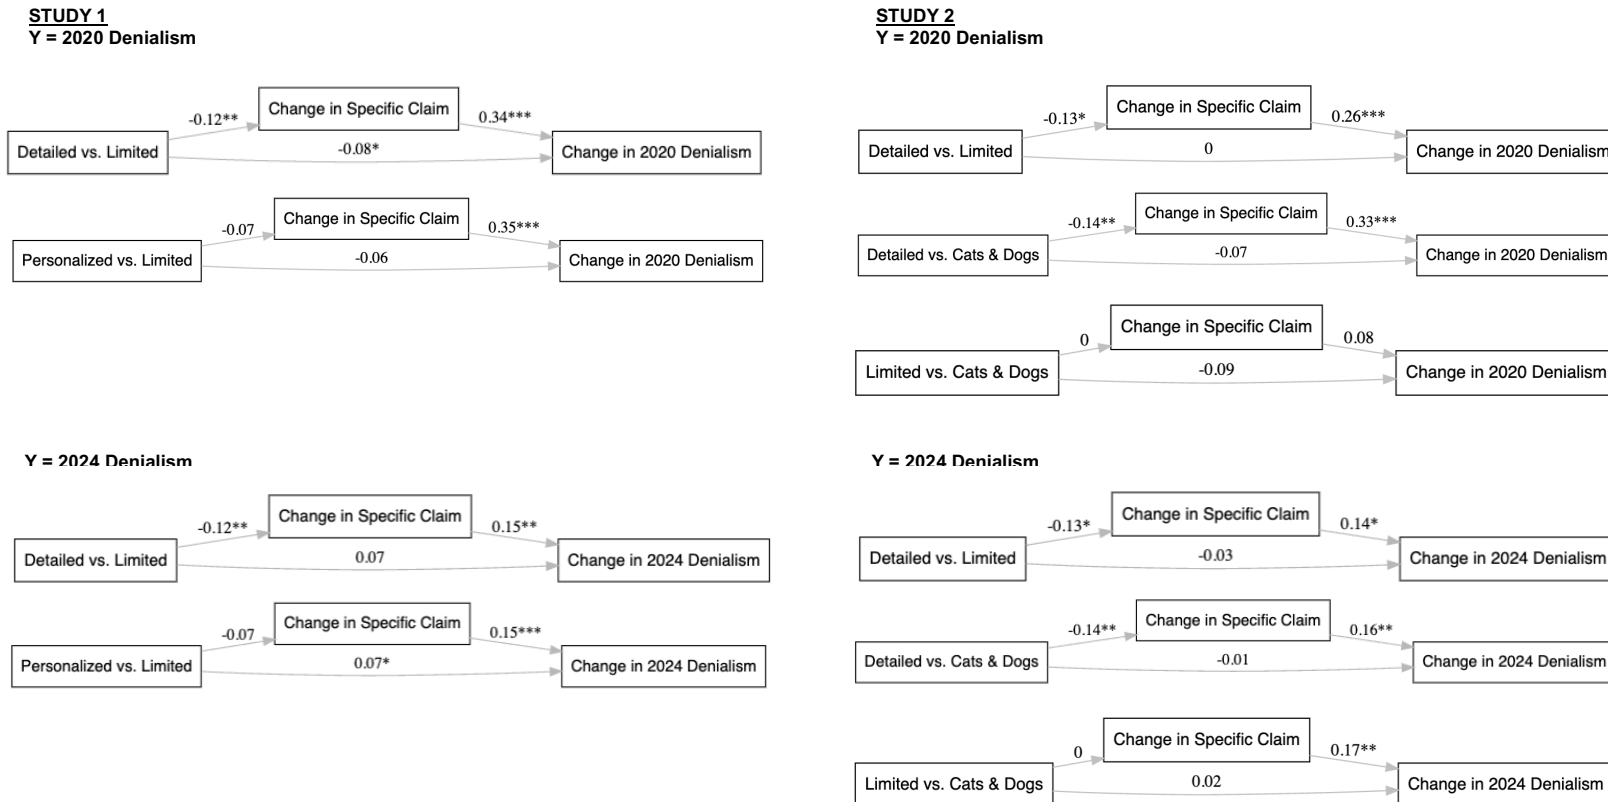 STUDY 1
Y = 2020 Denialism
Change in Specific Claim
-0.12**
0.34***
Detailed vs. Limited
-0.08*
Change in 2020 Denialism
Change in Specific Claim
-0.07
0.35***
Personalized vs. Limited
-0.06
Change in 2020 Denialism
Y = 2024 Denialism
Change in Specific Claim
-0.12**
0.15**
Detailed vs. Limited
0.07
Change in 2024 Denialism
Change in Specific Claim
-0.07
0.15***
Personalized vs. Limited
0.07*
Change in 2024 Denialism
STUDY 2
Y = 2020 Denialism
Change in Specific Claim
-0.13*
0.26***
Detailed vs. Limited
0
Change in 2020 Denialism
Change in Specific Claim
-0.14**
0.33***
Detailed vs. Cats & Dogs
-0.07
Change in 2020 Denialism
Change in Specific Claim
0
0.08
Limited vs. Cats & Dogs
-0.09
Change in 2020 Denialism
Y = 2024 Denialism
Change in Specific Claim
-0.13*
0.14*
Detailed vs. Limited
-0.03
Change in 2024 Denialism
Change in Specific Claim
-0.14**
0.16**
Detailed vs. Cats & Dogs
-0.01
Change in 2024 Denialism
Change in Specific Claim
0
0.17**
Limited vs. Cats & Dogs
0.02
Change in 2024 Denialism